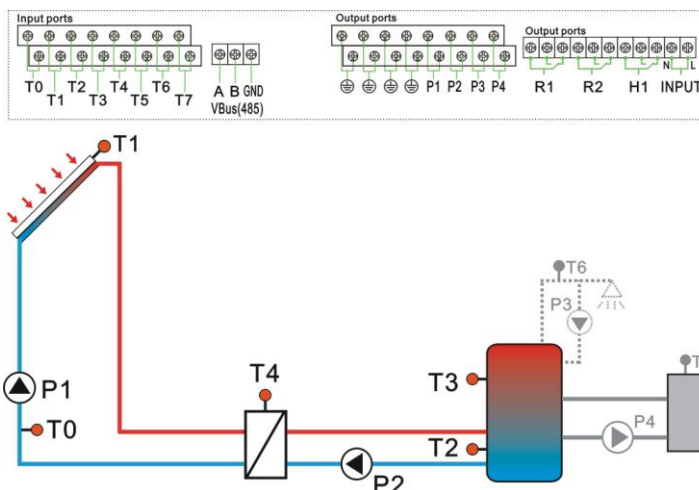 Input ports
T0 T1 T2 T3 T4 T5 T6 T7
A B GND
VBus(485)
Output ports
P1 P2 P3 P4
Output ports
N L
R1 R2 H1 INPUT
T1
T6
P3
T4
T3
T
P1
T0
T2
P4
P2